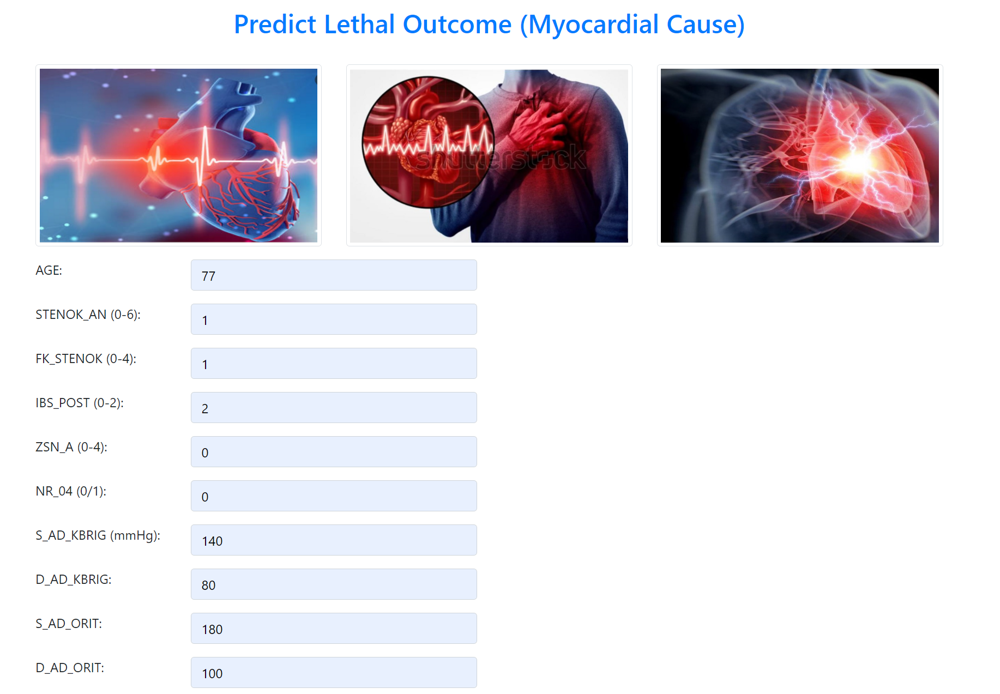 Predict Lethal Outcome (Myocardial Cause)
shutterstock
AGE: 77
STENOK_AN (0-6): 1
FK_STENOK (0-4): 1
IBS_POST (0-2): 2
ZSN_A (0-4): 0
NR_04 (0/1): 0
S_AD_KBRIG (mmHg): 140
D_AD_KBRIG: 80
S_AD_ORIT: 180
D_AD_ORIT: 100